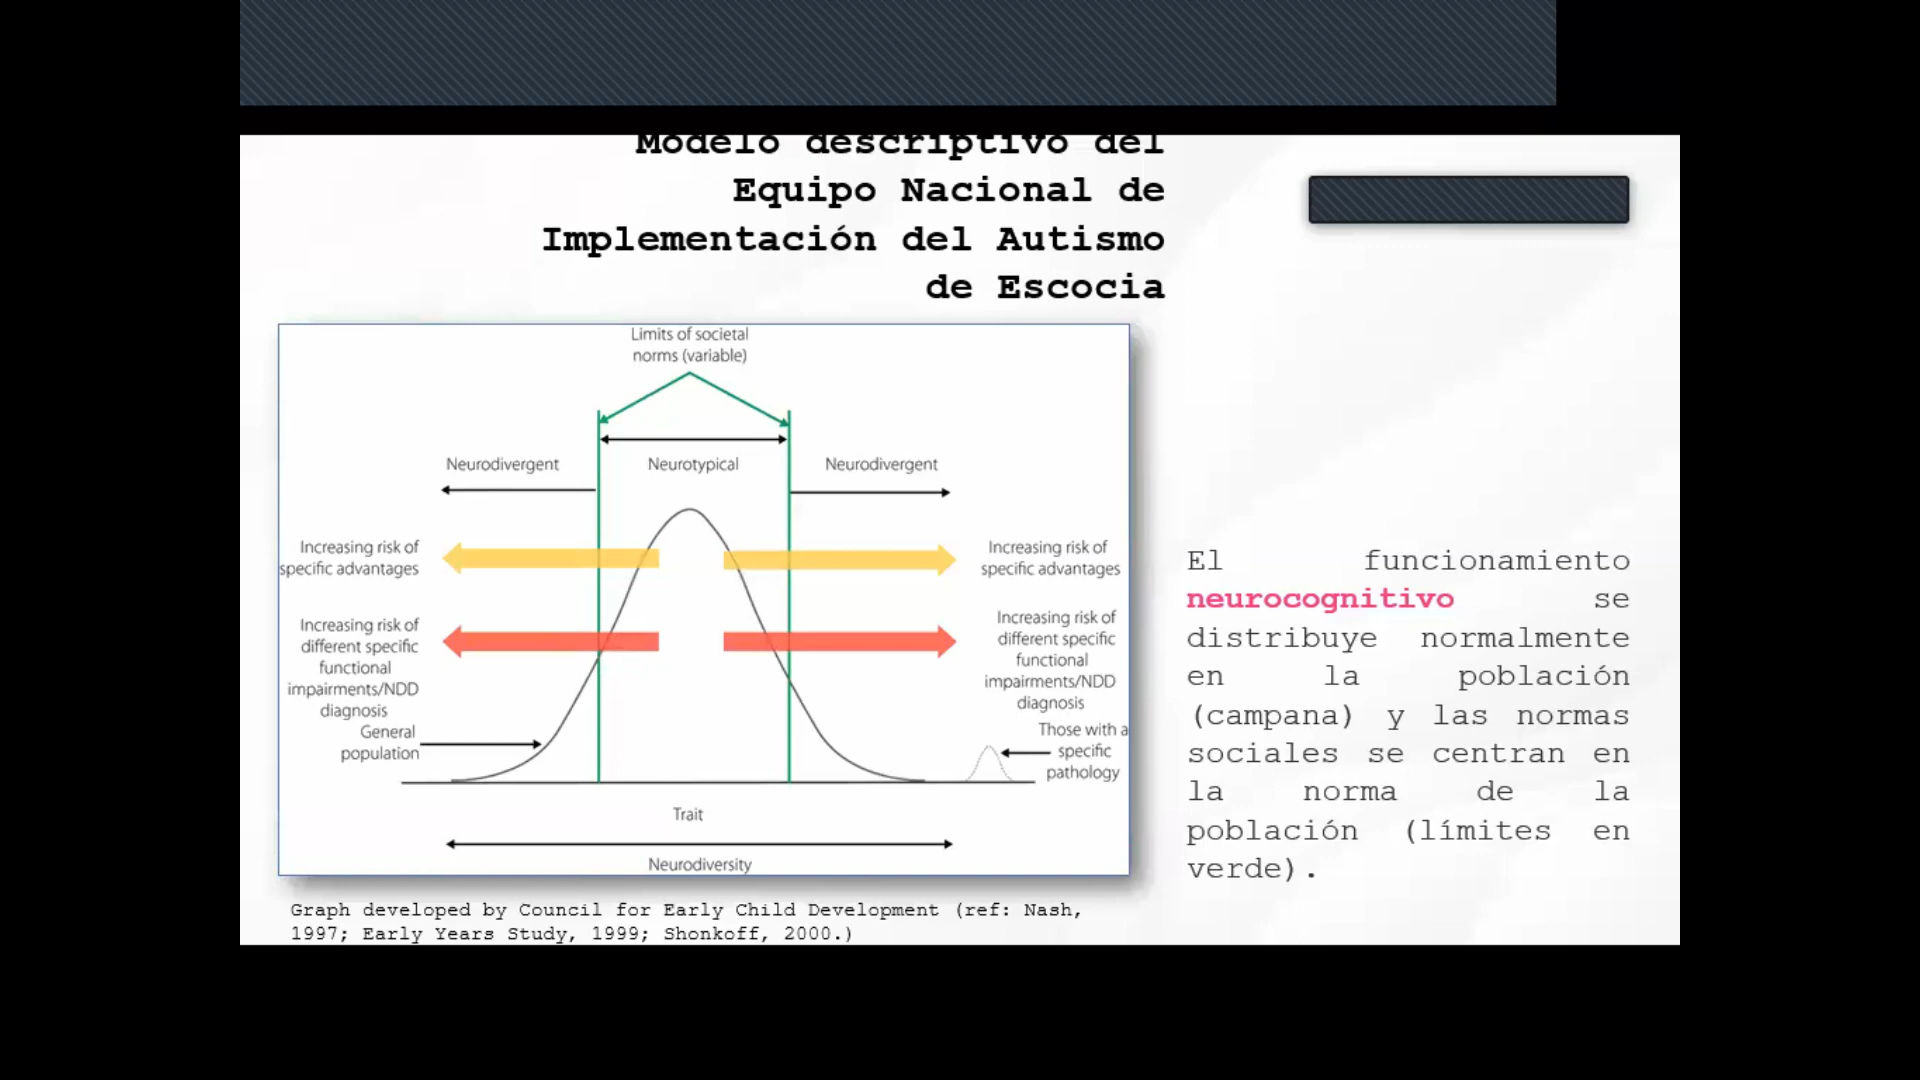 Modelo descriptivo del
Equipo Nacional de
Implementación del Autismo
de Escocia
Limits of societal
norms (variable)
Neurodivergent
Neurotypical
Neurodivergent
Increasing risk of
specific advantages
Increasing risk of
specific advantages
Increasing risk of
different specific
functional
impairments/NDD
diagnosis
Increasing risk of
different specific
functional
impairments/NDD
diagnosis
General
population
Those with a
specific
pathology
Trait
Neurodiversity
Graph developed by Council for Early Child Development (ref: Nash,
1997; Early Years Study, 1999; Shonkoff, 2000.)
El funcionamiento
neurocognitivo se
distribuye normalmente
en la población
(campana) y las normas
sociales se centran en
la norma de la
población (límites en
verde).